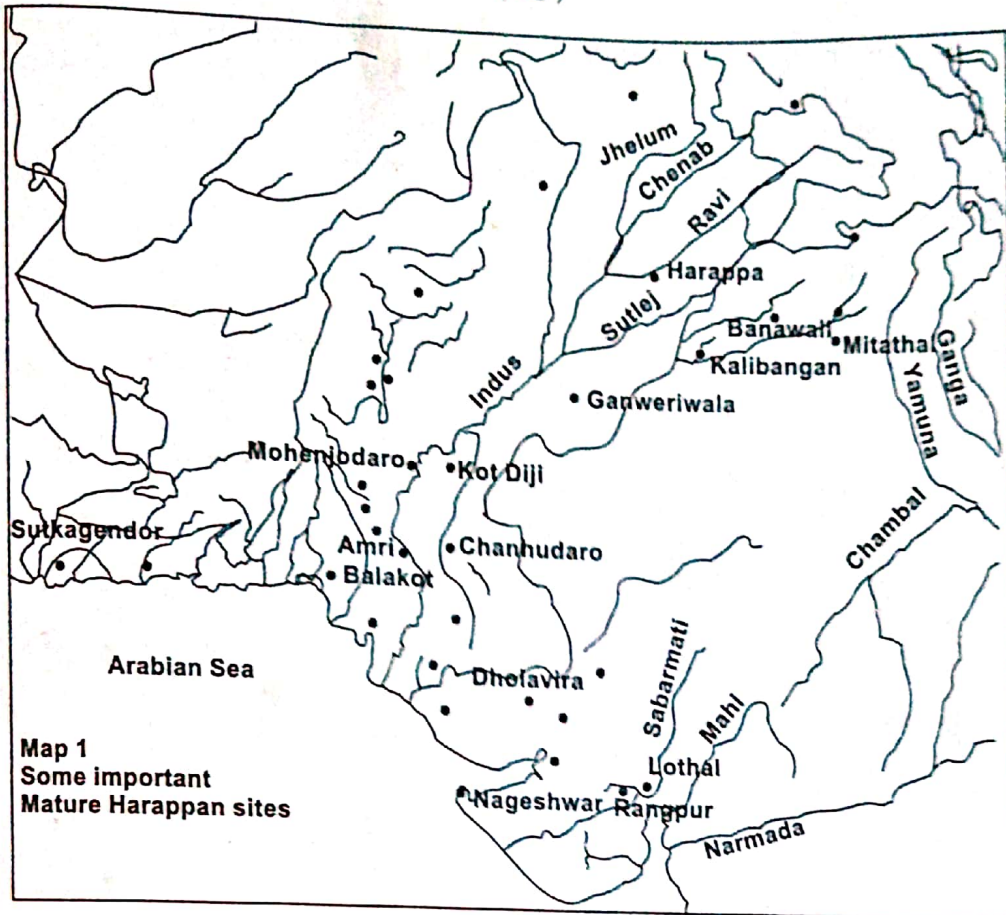 Jhelum
Chenab
Ravi
Harappa
Sutlej
Banawali
Mitathal
Kalibangan
Ganga
Yamuna
Indus
Ganweriwala
Mohenjodaro
Kot Diji
Sutkagendor
Amri
Chanhudaro
Balakot
Chambal
Arabian Sea
Dholavira
Sabarmati
Mahl
Map 1
Some important
Mature Harappan sites
Lothal
Nageshwar
Rangpur
Narmada